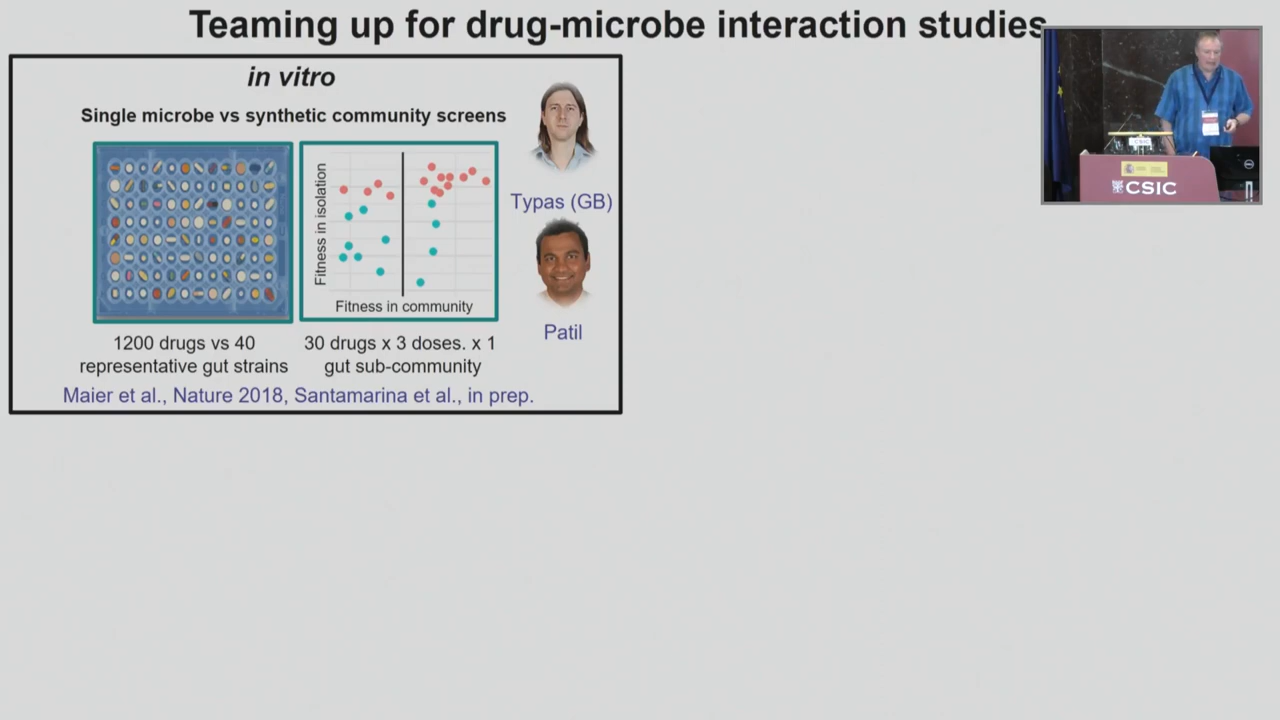 Teaming up for drug-microbe interaction studies
in vitro
Single microbe vs synthetic community screens
Fitness in isolation
Fitness in community
Typas (GB)
Patil
1200 drugs vs 40
representative gut strains
30 drugs x 3 doses. x 1
gut sub-community
Maier et al., Nature 2018, Santamarina et al., in prep.
CSIC
CSIC